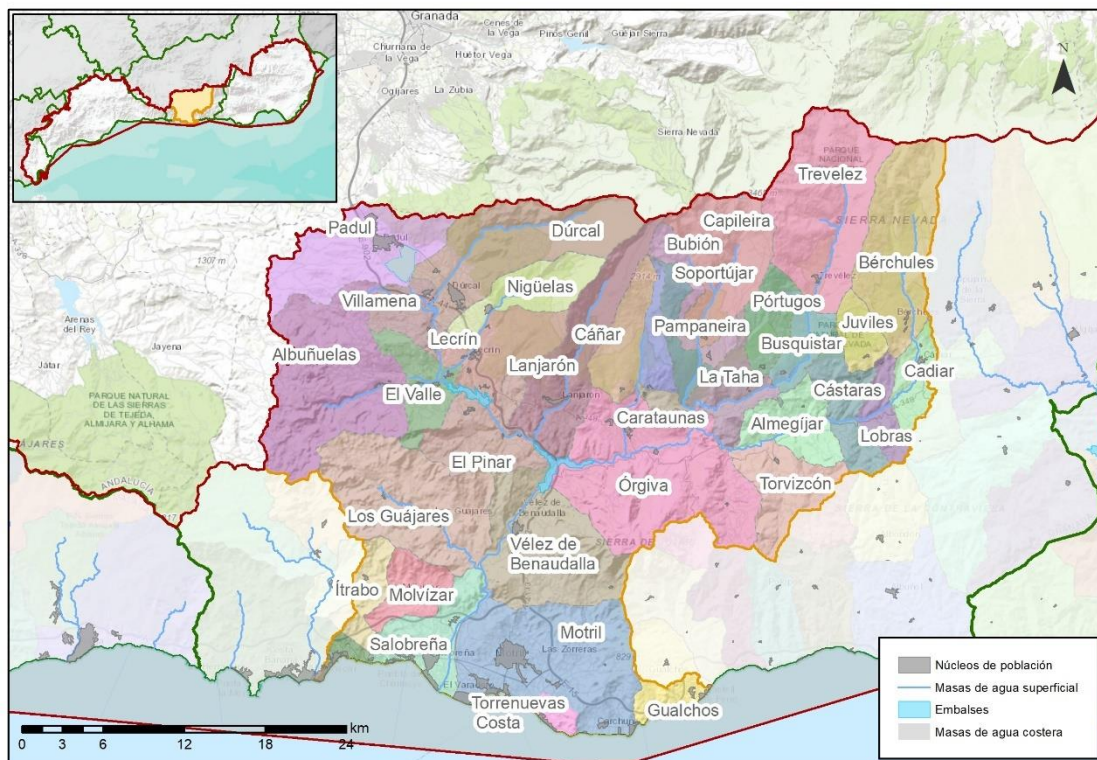 Granada
Cenes de
la Vega
Pinos Genil
Güéjar Sierra
Churriana de
la Vega
Huétor Vega
Ogíjares
La Zubia
Sierra Nevada
N
PARQUE
NACIONAL
Trevelez
SIERRA NEVADA
Padul
Dúrcal
Capileira
Bubión
Bérchules
1307 m
Soportújar
Trevélez
Nigüelas
Villamena
Dúrcal
Pórtugos
Pampaneira
Juviles
Arenas
del Rey
Lecrín
Cáñar
Busquistar
Jayena
Albuñuelas
Lanjarón
Cadiar
Játar
La Taha
Cástaras
El Valle
Lanjarón
PARQUE NATURAL
DE LAS SIERRAS
DE TEJEDA,
ALMIJARA Y ALHAMA
Carataunas
Almegíjar
Lobras
El Pinar
Órgiva
Torvizcón
ANDALUCÍA
Los Guájares
Vélez de
Benaudalla
Ítrabo
Molvízar
Salobreña
Motril
Las Zorreras
Torrenuevas
Costa
Gualchos
0 3 6 12 18 24
km
Núcleos de población
Masas de agua superficial
Embalses
Masas de agua costera